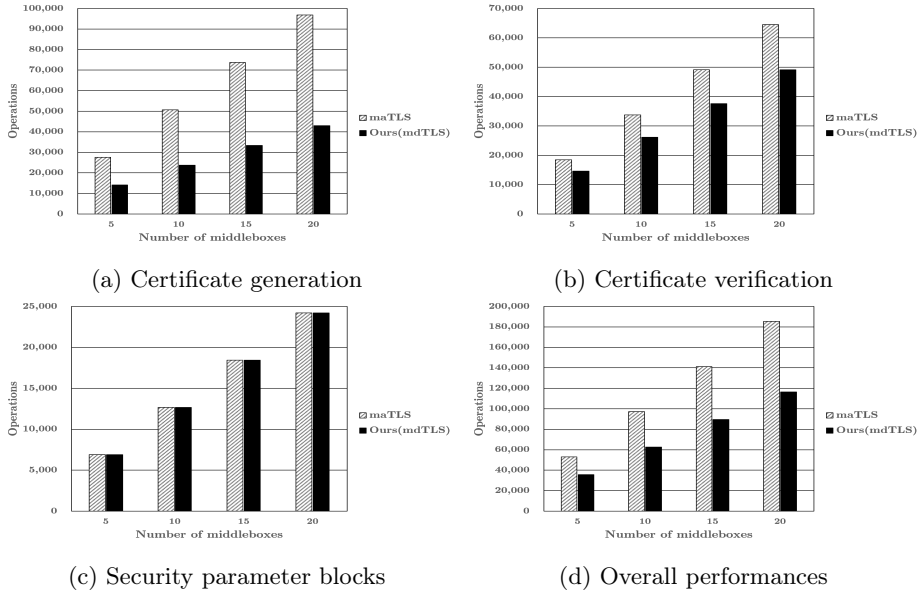 100,000
90,000
80,000
70,000
60,000
50,000
40,000
30,000
20,000
10,000
0
Operations
5 10 15 20
Number of middleboxes
maTLS
Ours(mdTLS)
(a) Certificate generation
70,000
60,000
50,000
40,000
30,000
20,000
10,000
0
Operations
5 10 15 20
Number of middleboxes
maTLS
Ours(mdTLS)
(b) Certificate verification
25,000
20,000
15,000
10,000
5,000
0
Operations
5 10 15 20
Number of middleboxes
maTLS
Ours(mdTLS)
(c) Security parameter blocks
200,000
180,000
160,000
140,000
120,000
100,000
80,000
60,000
40,000
20,000
0
Operations
5 10 15 20
Number of middleboxes
maTLS
Ours(mdTLS)
(d) Overall performances